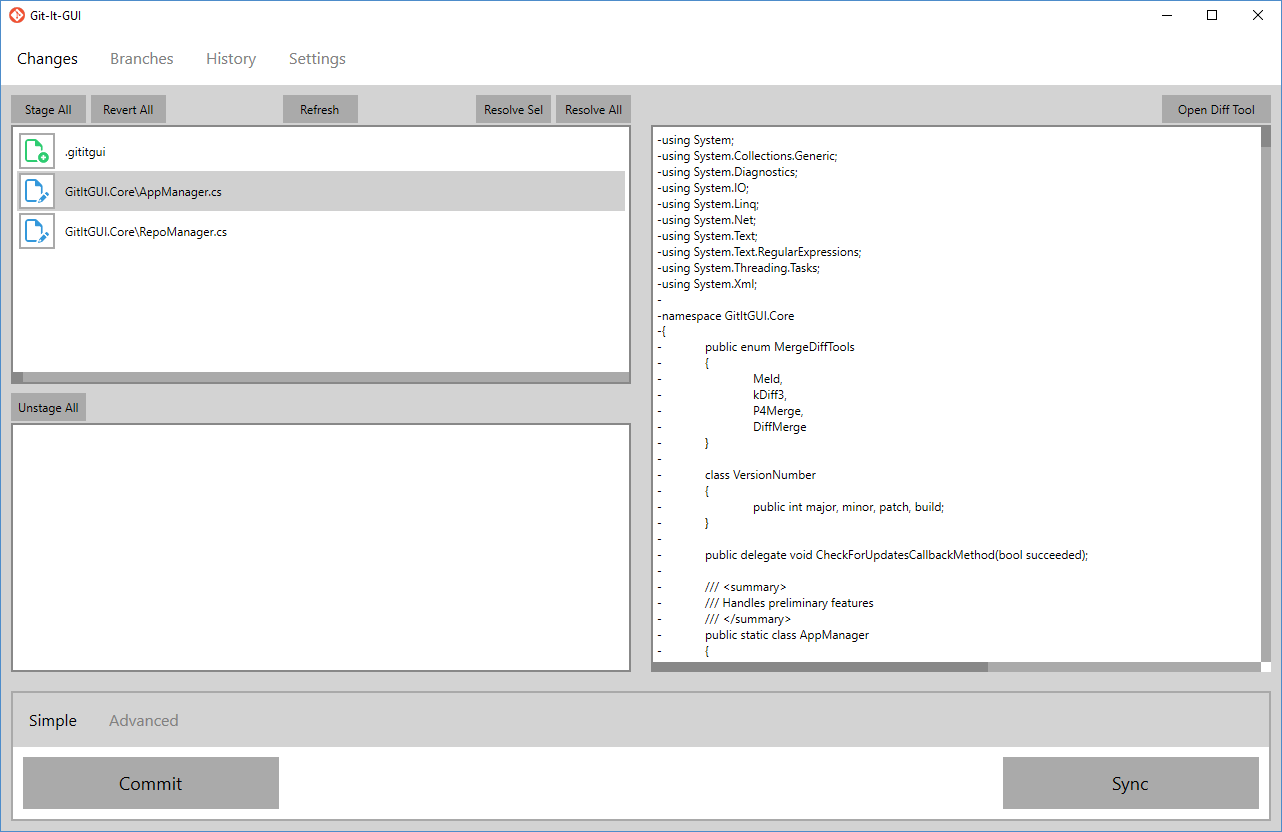 Git-It-GUI
Changes Branches History Settings
Stage All Revert All Refresh Resolve Sel Resolve All Open Diff Tool
.gititgui
GitItGUI.Core\AppManager.cs
GitItGUI.Core\RepoManager.cs
Unstage All
-using System;
-using System.Collections.Generic;
-using System.Diagnostics;
-using System.IO;
-using System.Linq;
-using System.Net;
-using System.Text;
-using System.Text.RegularExpressions;
-using System.Threading.Tasks;
-using System.Xml;
-
-namespace GitItGUI.Core
-{
- public enum MergeDiffTools
- {
- Meld,
- kDiff3,
- P4Merge,
- DiffMerge
- }
-
- class VersionNumber
- {
- public int major, minor, patch, build;
- }
-
- public delegate void CheckForUpdatesCallbackMethod(bool succeeded);
-
- /// <summary>
- /// Handles preliminary features
- /// </summary>
- public static class AppManager
- {
Simple Advanced
Commit Sync